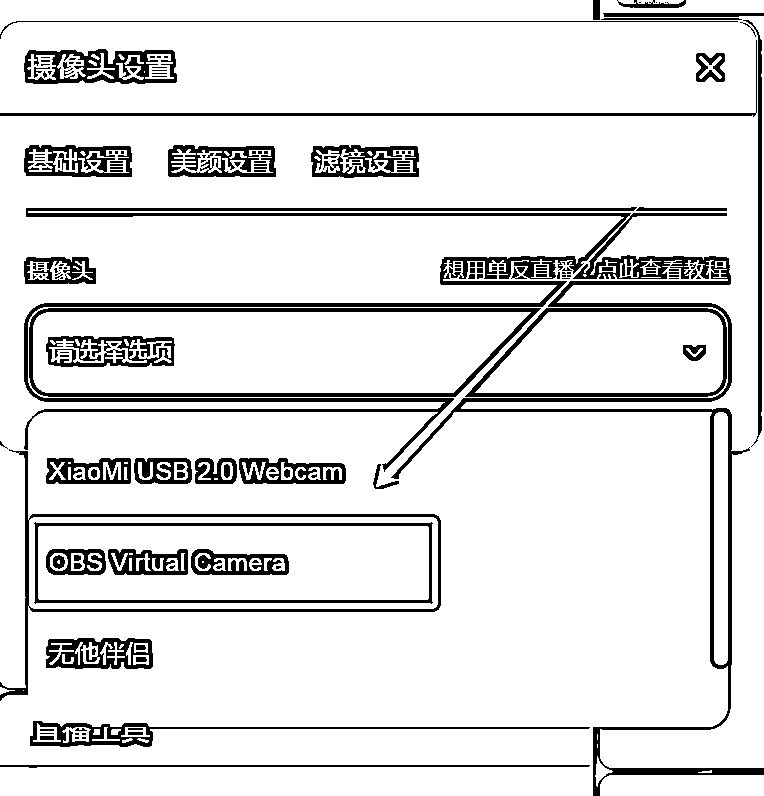 摄像头设置
基础设置 美颜设置 滤镜设置
摄像头 想用单反直播？点此查看教程
请选择选项
XiaoMi USB 2.0 Webcam
OBS Virtual Camera
无他伴侣
直播工具